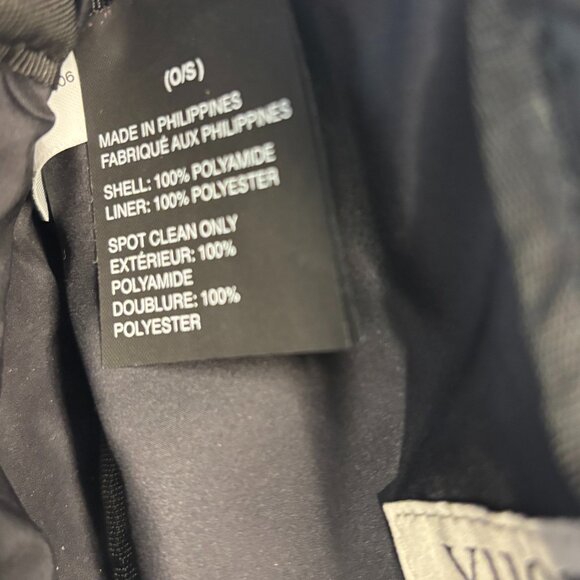 (O/S)
MADE IN PHILIPPINES
FABRIQUÉ AUX PHILIPPINES
SHELL: 100% POLYAMIDE
LINER: 100% POLYESTER
SPOT CLEAN ONLY
EXTÉRIEUR: 100%
POLYAMIDE
DOUBLURE: 100%
POLYESTER
06